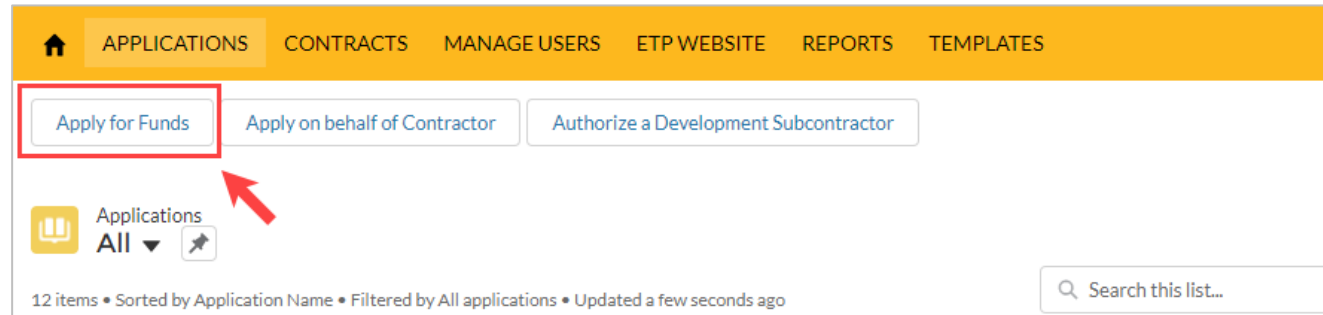 APPLICATIONS CONTRACTS MANAGE USERS ETP WEBSITE REPORTS TEMPLATES
Apply for Funds Apply on behalf of Contractor Authorize a Development Subcontractor
Applications
All
12 items • Sorted by Application Name • Filtered by All applications • Updated a few seconds ago
Search this list...